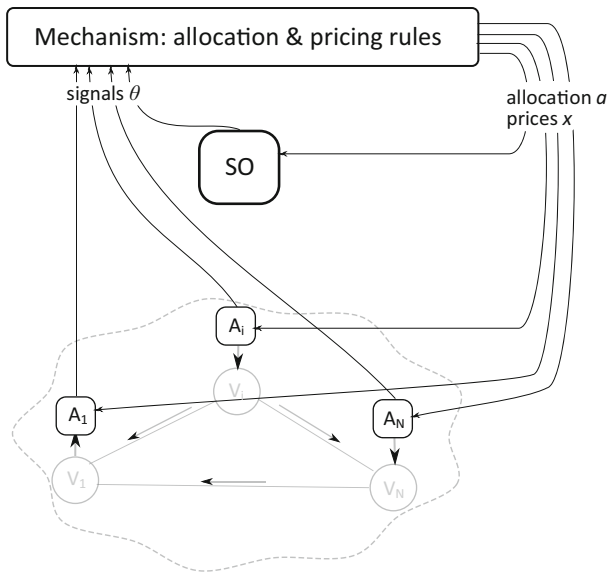 Mechanism: allocation & pricing rules
signals θ
allocation a
prices x
SO
Aᵢ
Vᵢ
A₁
A_N
V₁
V_N